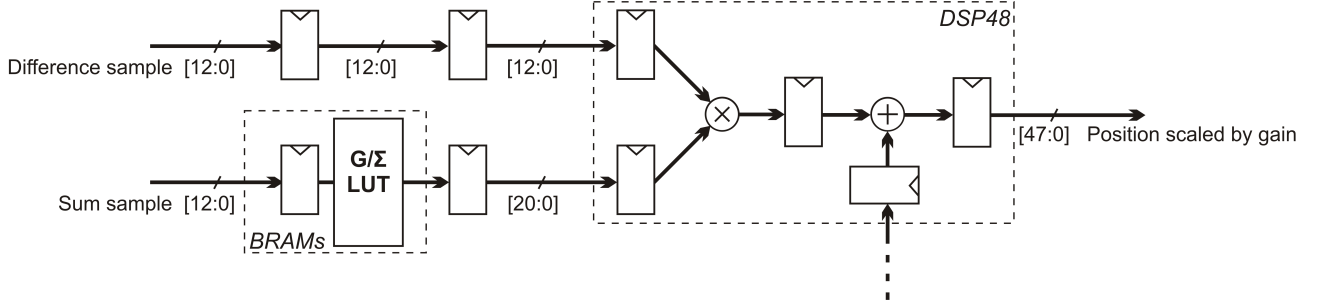 DSP48
Difference sample [12:0] [12:0] [12:0]
[47:0] Position scaled by gain
G/Σ
LUT
Sum sample [12:0] [20:0]
BRAMs